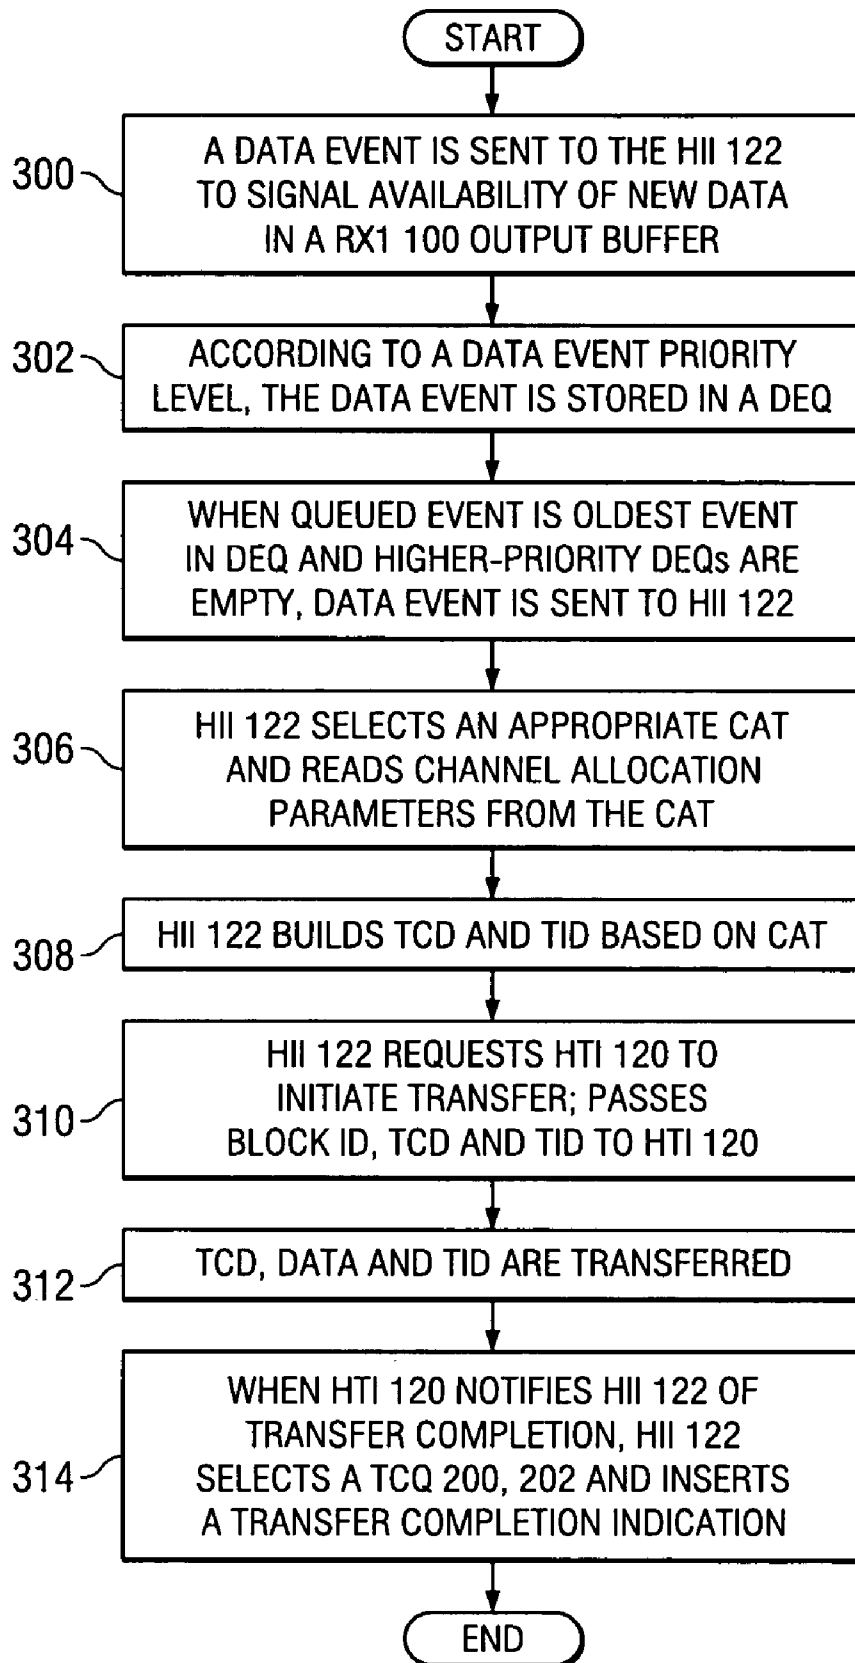 START
300
A DATA EVENT IS SENT TO THE HII 122
TO SIGNAL AVAILABILITY OF NEW DATA
IN A RX1 100 OUTPUT BUFFER
302
ACCORDING TO A DATA EVENT PRIORITY
LEVEL, THE DATA EVENT IS STORED IN A DEQ
304
WHEN QUEUED EVENT IS OLDEST EVENT
IN DEQ AND HIGHER-PRIORITY DEQs ARE
EMPTY, DATA EVENT IS SENT TO HII 122
306
HII 122 SELECTS AN APPROPRIATE CAT
AND READS CHANNEL ALLOCATION
PARAMETERS FROM THE CAT
308
HII 122 BUILDS TCD AND TID BASED ON CAT
310
HII 122 REQUESTS HTI 120 TO
INITIATE TRANSFER; PASSES
BLOCK ID, TCD AND TID TO HTI 120
312
TCD, DATA AND TID ARE TRANSFERRED
314
WHEN HTI 120 NOTIFIES HII 122 OF
TRANSFER COMPLETION, HII 122
SELECTS A TCQ 200, 202 AND INSERTS
A TRANSFER COMPLETION INDICATION
END